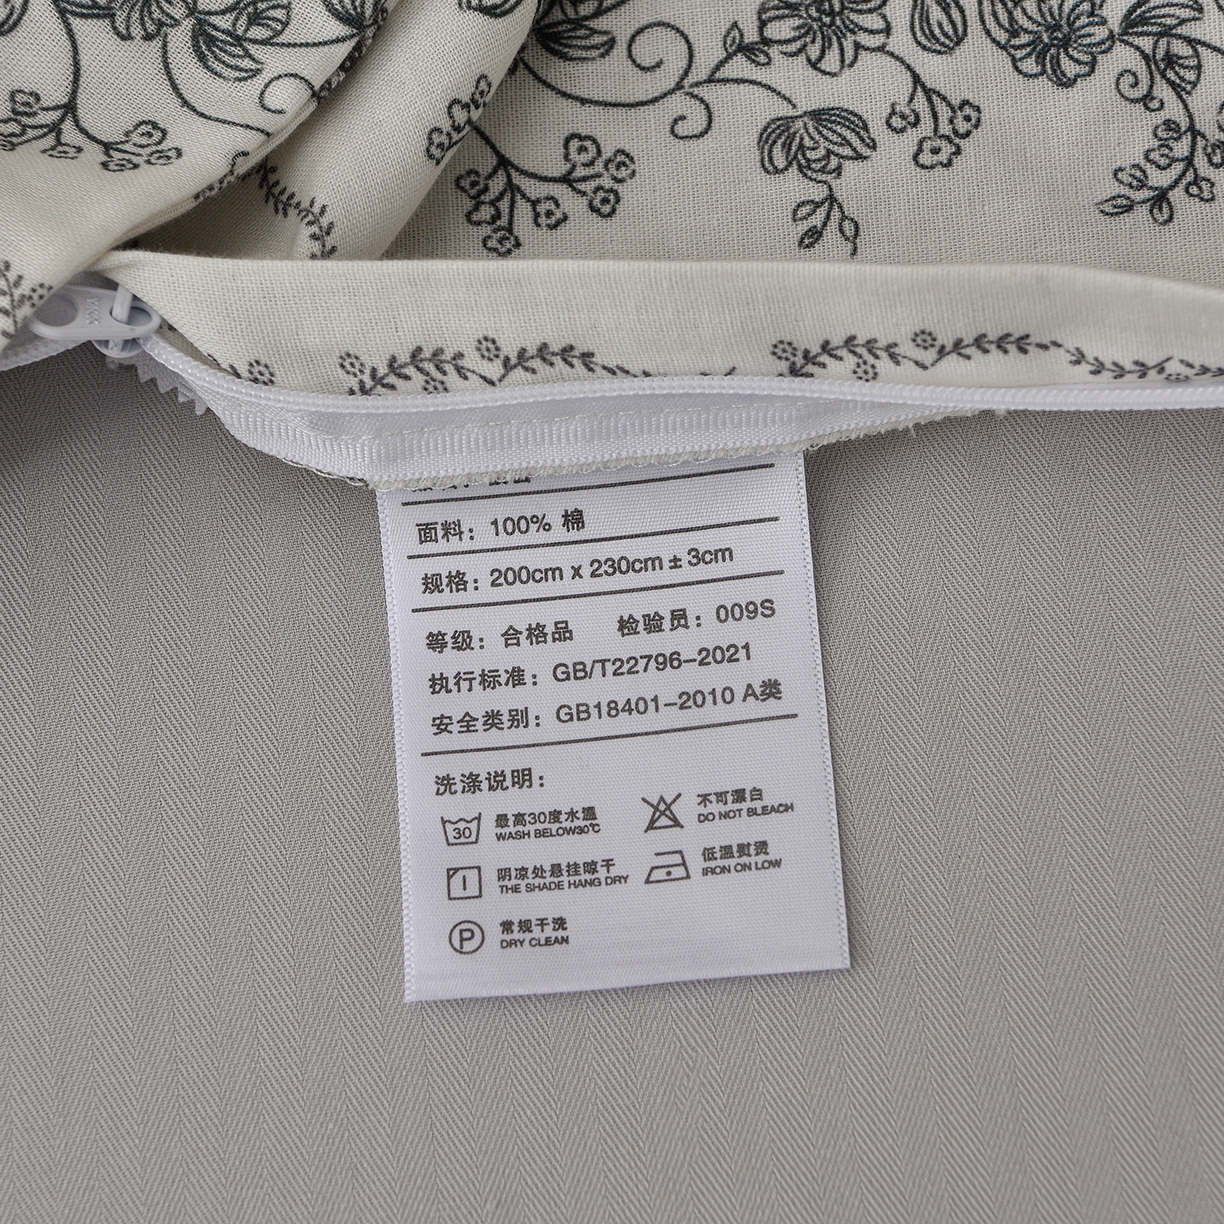 YKK
面料：100% 棉
规格：200cm x 230cm ± 3cm
等级：合格品 检验员：009S
执行标准：GB/T22796–2021
安全类别：GB18401–2010 A类
洗涤说明：
30 最高30度水温 不可漂白
WASH BELOW30℃ DO NOT BLEACH
阴凉处悬挂晾干 低温熨烫
THE SHADE HANG DRY IRON ON LOW
P 常规干洗
DRY CLEAN